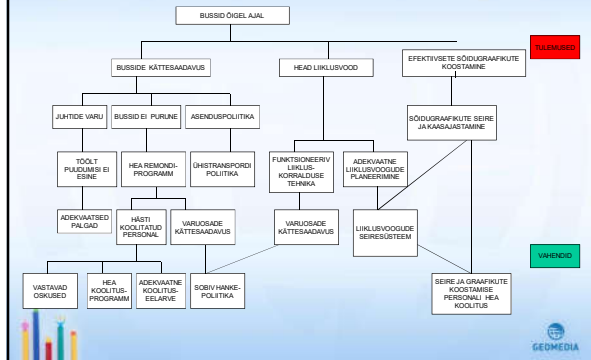 BUSSID ÕIGEL AJAL
TULEMUSED
BUSSIDE KÄTTESAADAVUS
HEAD LIIKLUSVOOD
EFEKTIIVSETE SÕIDUGRAAFIKUTE
KOOSTAMINE
JUHTIDE VARU
BUSSID EI PURUNE
ASENDUSPOLIITIKA
SÕIDUGRAAFIKUTE SEIRE
JA KAASAJASTAMINE
TÖÖLT
PUUDUMISI EI
ESINE
HEA REMONDI-
PROGRAMM
ÜHISTRANSPORDI
POLIITIKA
FUNKTSIONEERIV
LIIKLUS-
KORRALDUSE
TEHNIKA
ADEKVAATNE
LIIKLUSVOOGUDE
PLANEERIMINE
ADEKVAATSED
PALGAD
HÄSTI
KOOLITATUD
PERSONAL
VARUOSADE
KÄTTESAADAVUS
VARUOSADE
KÄTTESAADAVUS
LIIKLUSVOOGUDE
SEIRESÜSTEEM
VAHENDID
VASTAVAD
OSKUSED
HEA
KOOLITUS-
PROGRAMM
ADEKVAATNE
KOOLITUS-
EELARVE
SOBIV HANKE-
POLIITIKA
SEIRE JA GRAAFIKUTE
KOOSTAMISE
PERSONALI HEA
KOOLITUS
GEOMEDIA